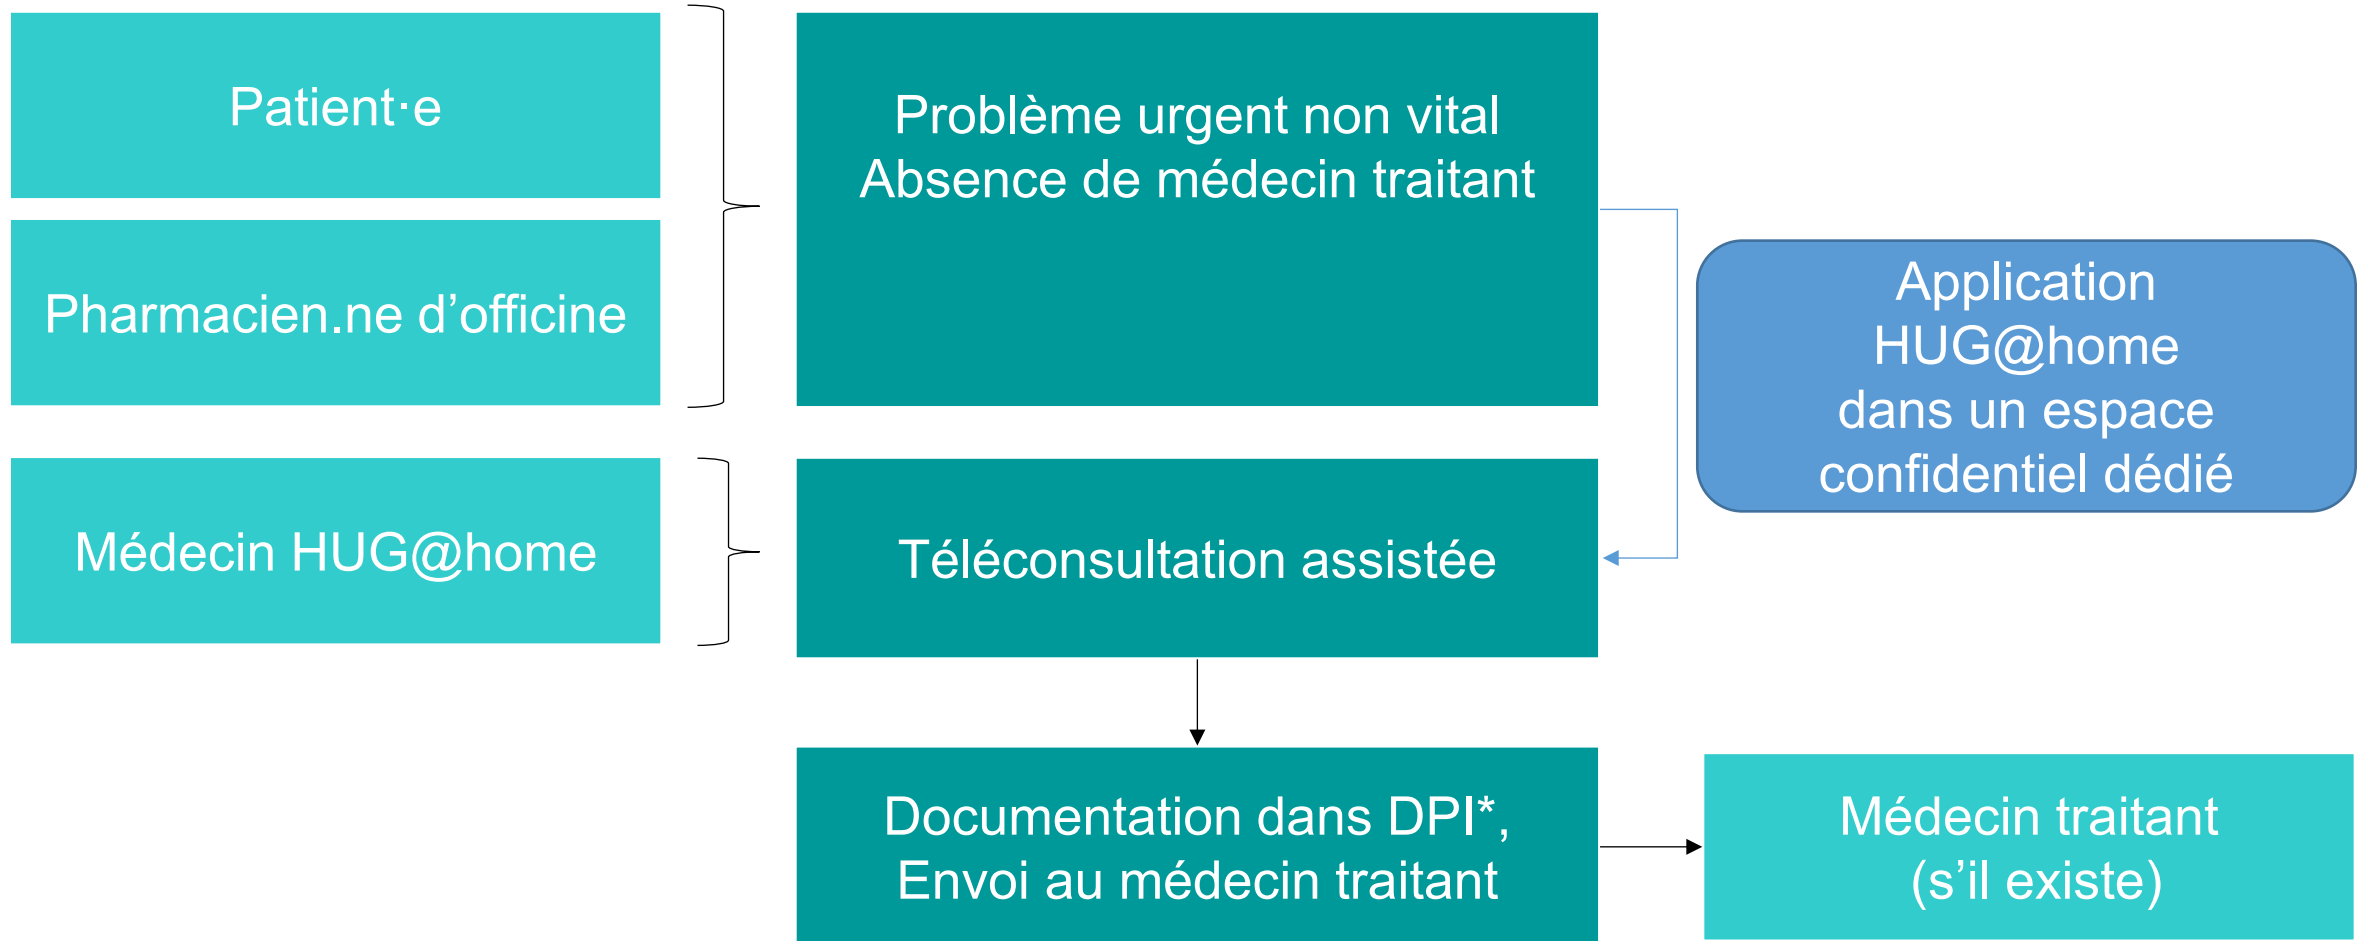 Patient·e
Pharmacien.ne d’officine
Problème urgent non vital
Absence de médecin traitant
Application
HUG@home
dans un espace
confidentiel dédié
Médecin HUG@home
Téléconsultation assistée
Documentation dans DPI*,
Envoi au médecin traitant
Médecin traitant
(s’il existe)